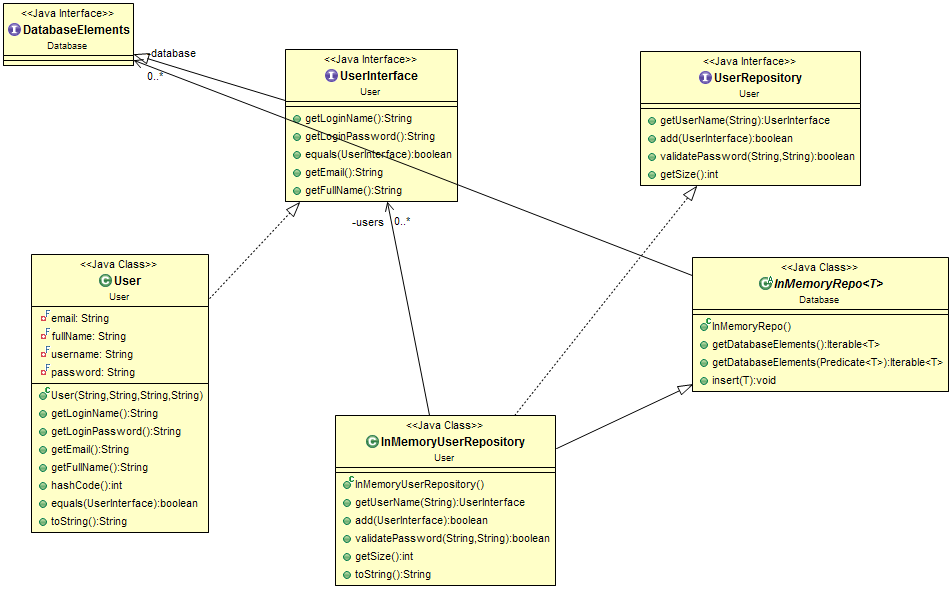 <<Java Interface>>
DatabaseElements
Database
-database
0..*
<<Java Interface>>
UserInterface
User
getLoginName():String
getLoginPassword():String
equals(UserInterface):boolean
getEmail():String
getFullName():String
<<Java Interface>>
UserRepository
User
getUserName(String):UserInterface
add(UserInterface):boolean
validatePassword(String,String):boolean
getSize():int
-users
0..*
<<Java Class>>
User
User
email: String
fullName: String
username: String
password: String
User(String,String,String,String)
getLoginName():String
getLoginPassword():String
getEmail():String
getFullName():String
hashCode():int
equals(UserInterface):boolean
toString():String
<<Java Class>>
InMemoryRepo<T>
Database
InMemoryRepo()
getDatabaseElements():Iterable<T>
getDatabaseElements(Predicate<T>):Iterable<T>
insert(T):void
<<Java Class>>
InMemoryUserRepository
User
InMemoryUserRepository()
getUserName(String):UserInterface
add(UserInterface):boolean
validatePassword(String,String):boolean
getSize():int
toString():String